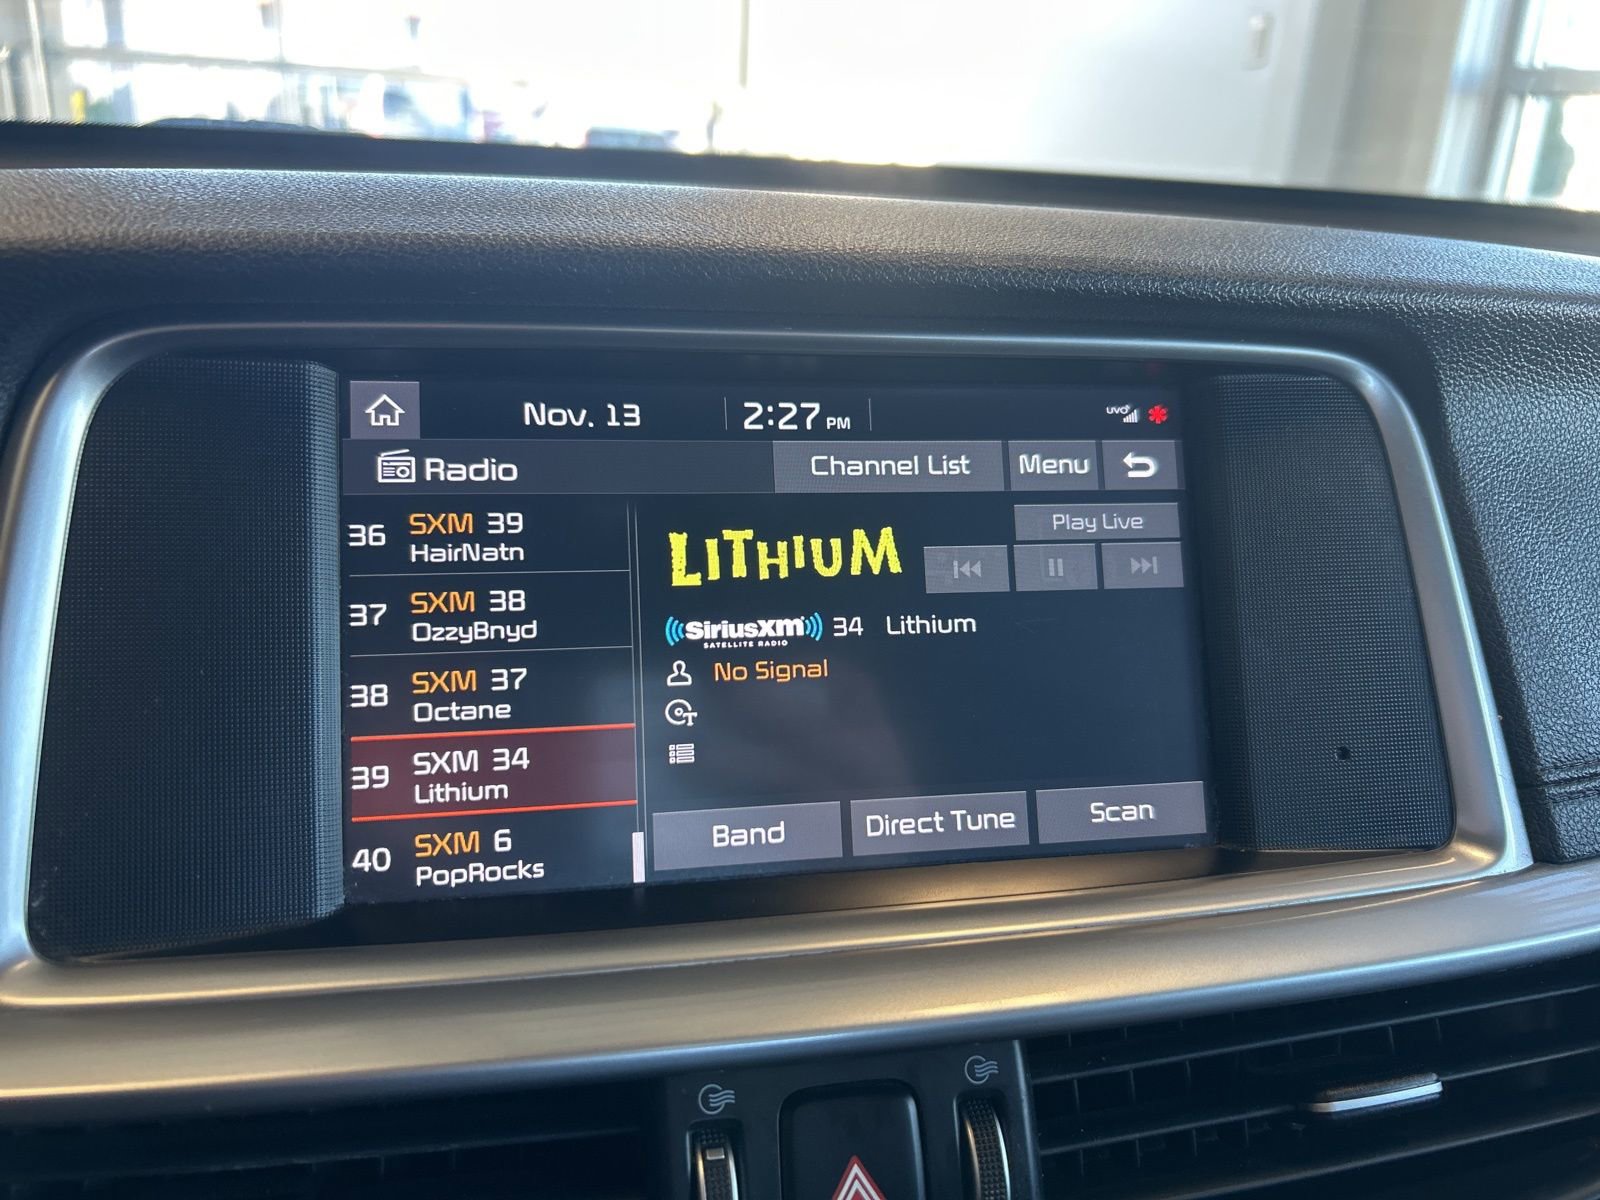 Nov. 13
2:27 PM
UVO
Radio
Channel List
Menu
36 SXM 39
HairNatn
37 SXM 38
OzzyBnyd
38 SXM 37
Octane
39 SXM 34
Lithium
40 SXM 6
PopRocks
LiTHiUM
Play Live
SiriusXm 34 Lithium
SATELLITE RADIO
No Signal
Band
Direct Tune
Scan